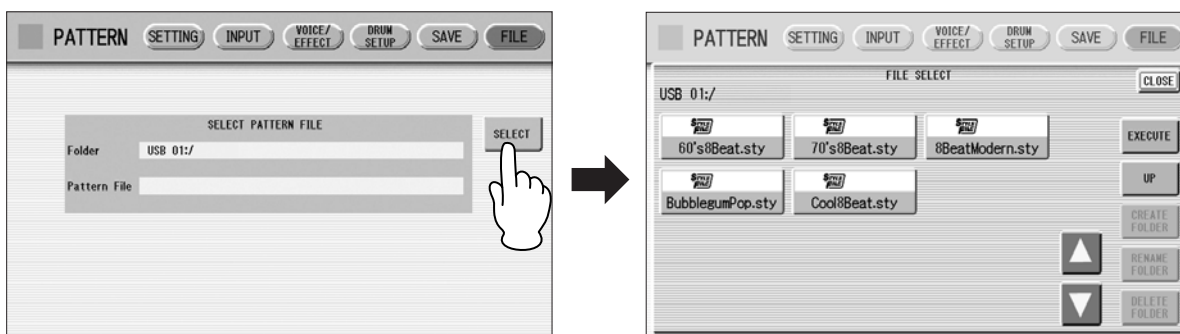 PATTERN SETTING INPUT VOICE/EFFECT DRUM SETUP SAVE FILE
SELECT PATTERN FILE
Folder USB 01:/
Pattern File
SELECT
PATTERN SETTING INPUT VOICE/EFFECT DRUM SETUP SAVE FILE
FILE SELECT
CLOSE
USB 01:/
60's8Beat.sty 70's8Beat.sty 8BeatModern.sty
BubblegumPop.sty Cool8Beat.sty
EXECUTE
UP
CREATE FOLDER
RENAME FOLDER
DELETE FOLDER